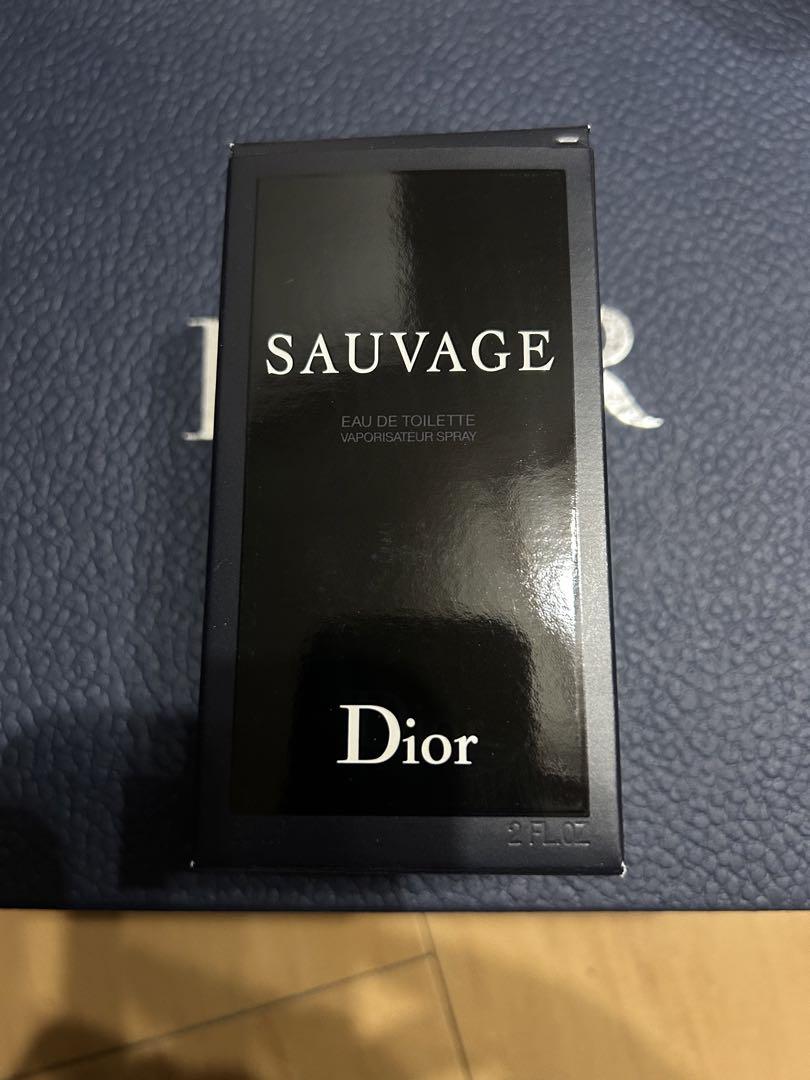 SAUVAGE
EAU DE TOILETTE
VAPORISATEUR SPRAY
Dior
2 FL.OZ